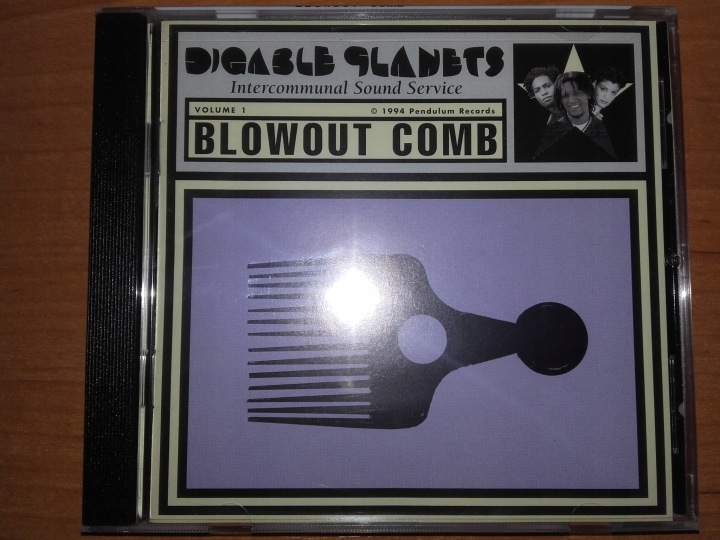 DIGABLE PLANETS
Intercommunal Sound Service
VOLUME 1
© 1994 Pendulum Records
BLOWOUT COMB